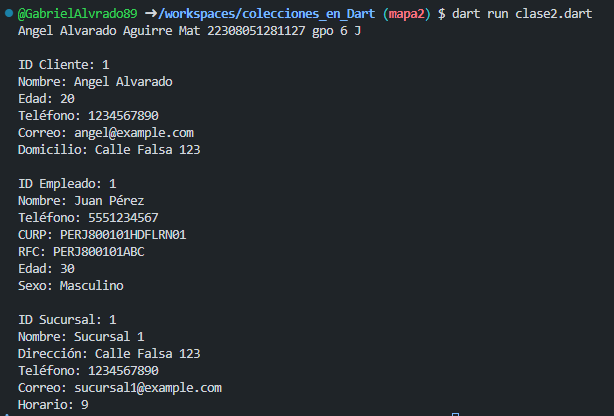 @GabrielAlvrado89 ➜/workspaces/colecciones_en_Dart (mapa2) $ dart run clase2.dart
Angel Alvarado Aguirre Mat 22308051281127 gpo 6 J
ID Cliente: 1
Nombre: Angel Alvarado
Edad: 20
Teléfono: 1234567890
Correo: angel@example.com
Domicilio: Calle Falsa 123
ID Empleado: 1
Nombre: Juan Pérez
Teléfono: 5551234567
CURP: PERJ800101HDFLRN01
RFC: PERJ800101ABC
Edad: 30
Sexo: Masculino
ID Sucursal: 1
Nombre: Sucursal 1
Dirección: Calle Falsa 123
Teléfono: 1234567890
Correo: sucursal1@example.com
Horario: 9